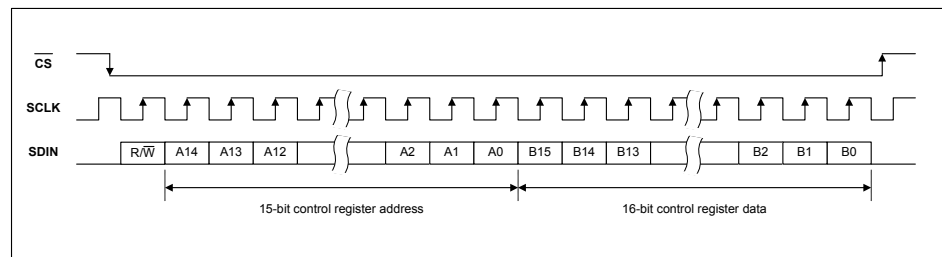 C̅S̅
SCLK
SDIN R/W̅ A14 A13 A12 A2 A1 A0 B15 B14 B13 B2 B1 B0
15-bit control register address 16-bit control register data